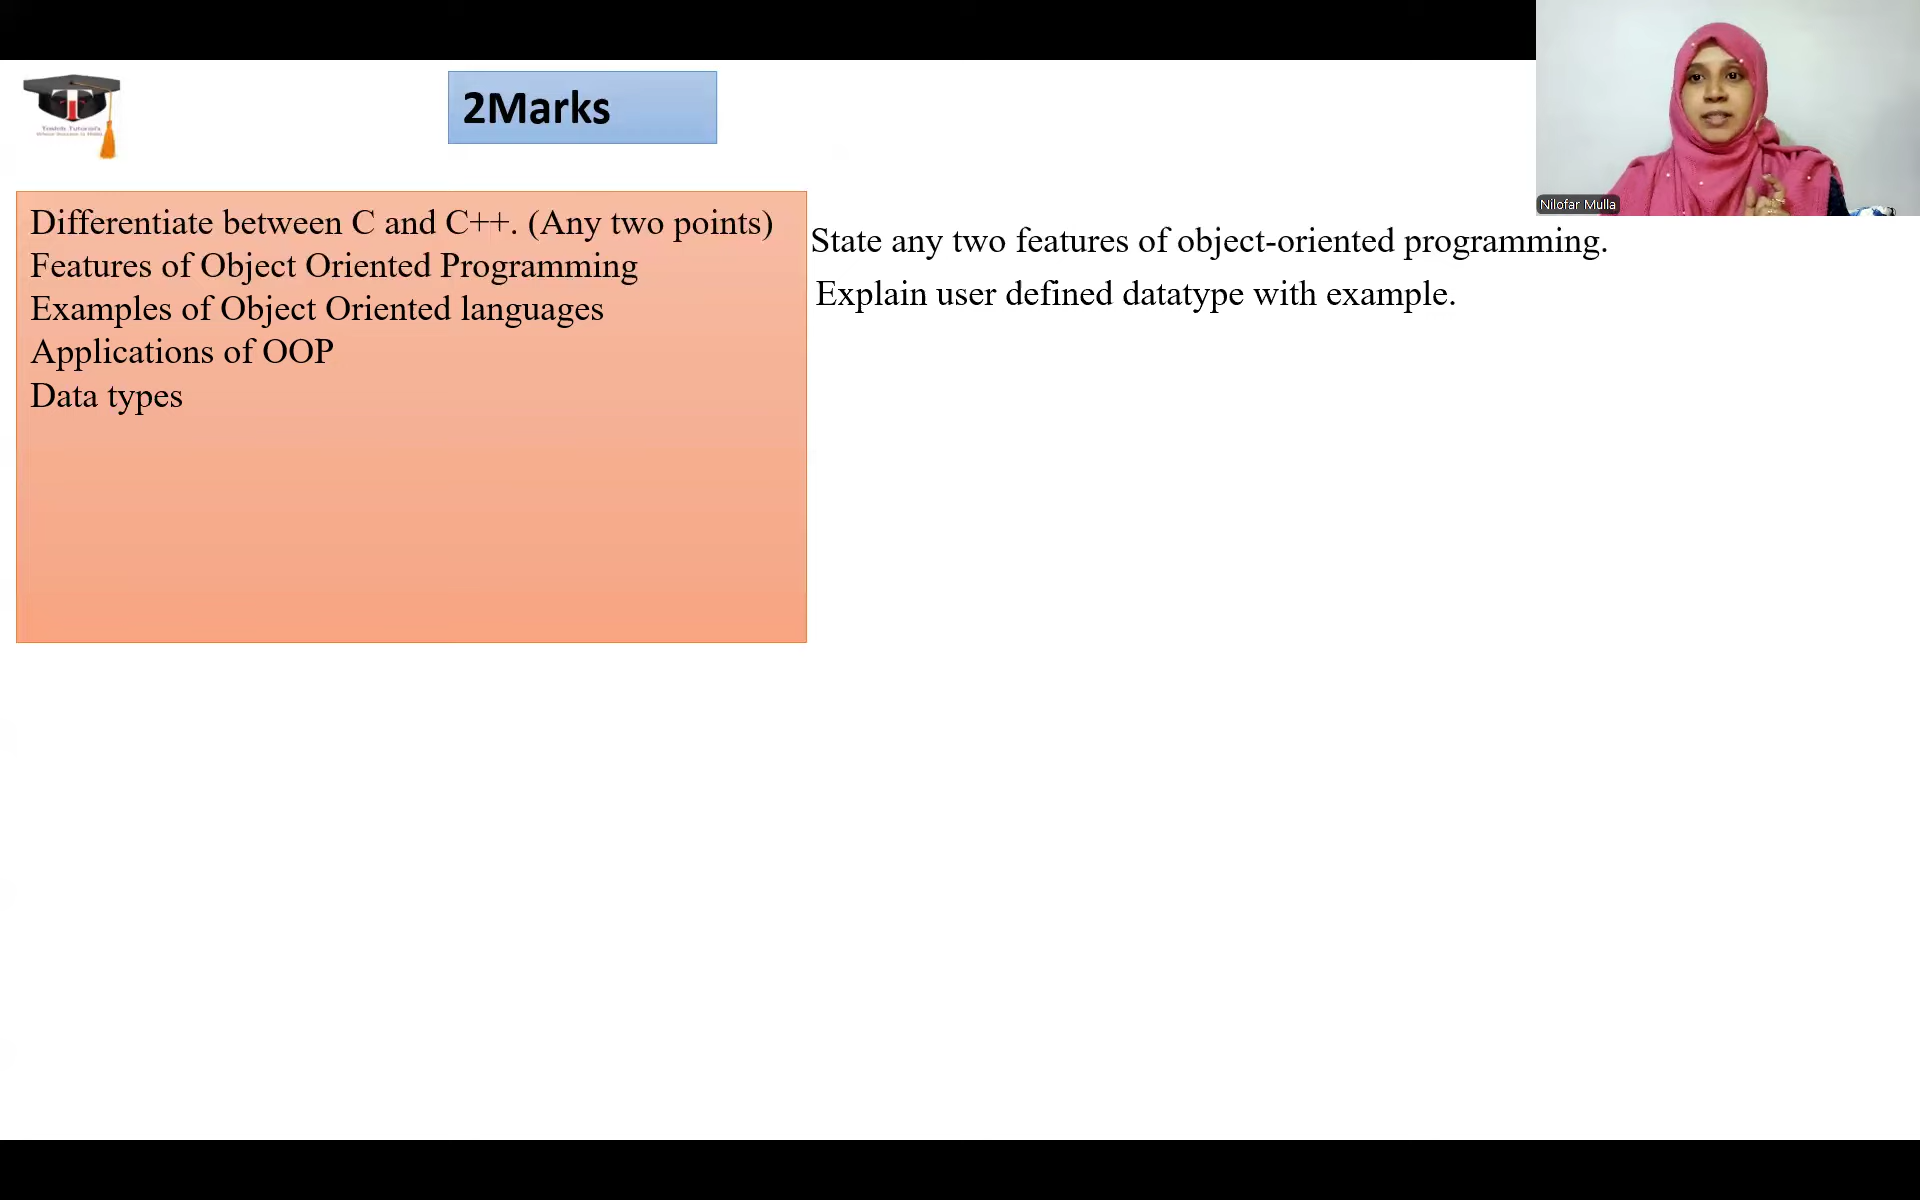 2Marks
Differentiate between C and C++. (Any two points)
Features of Object Oriented Programming
Examples of Object Oriented languages
Applications of OOP
Data types
State any two features of object-oriented programming.
Explain user defined datatype with example.
Nilofar Mulla